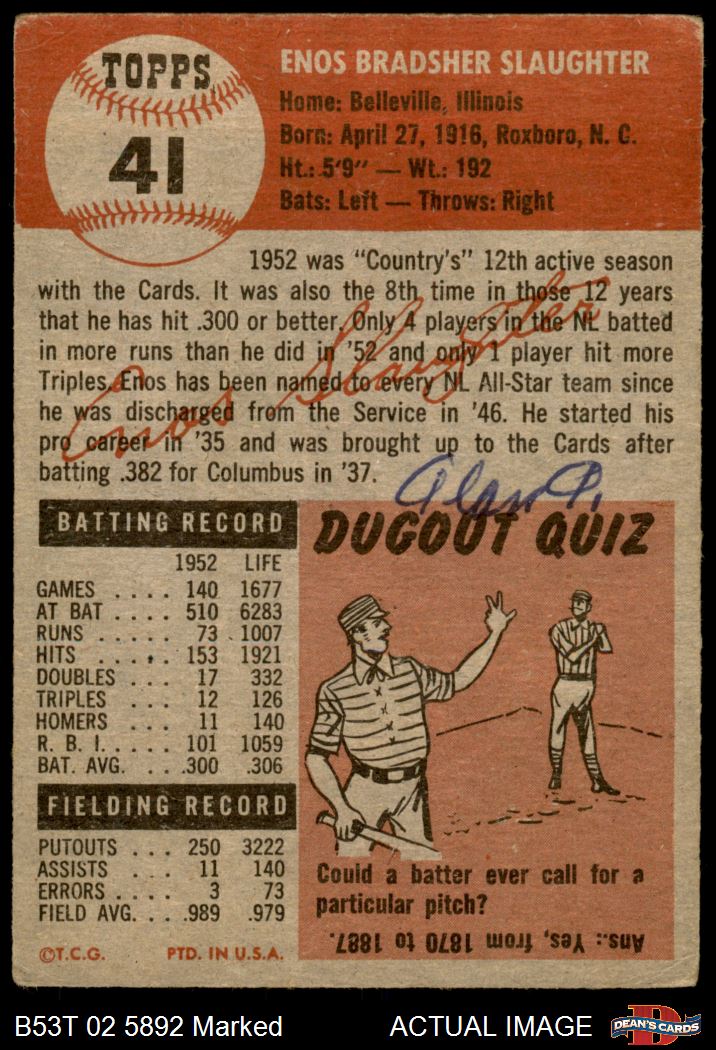 TOPPS
41
ENOS BRADSHER SLAUGHTER
Home: Belleville, Illinois
Born: April 27, 1916, Roxboro, N. C.
Ht.: 5'9" — Wt.: 192
Bats: Left — Throws: Right
1952 was "Country's" 12th active season
with the Cards. It was also the 8th time in those 12 years
that he has hit .300 or better. Only 4 players in the NL batted
in more runs than he did in '52 and only 1 player hit more
Triples. Enos has been named to every NL All-Star team since
he was discharged from the Service in '46. He started his
pro career in '35 and was brought up to the Cards after
batting .382 for Columbus in '37.
Enos Slaughter
BATTING RECORD
1952 LIFE
GAMES .... 140 1677
AT BAT .... 510 6283
RUNS ..... 73 1007
HITS ..... 153 1921
DOUBLES ... 17 332
TRIPLES ... 12 126
HOMERS ... 11 140
R. B. I. .... 101 1059
BAT. AVG. ... .300 .306
FIELDING RECORD
PUTOUTS ... 250 3222
ASSISTS ... 11 140
ERRORS .... 3 73
FIELD AVG. ... .989 .979
©T.C.G. PTD. IN U.S.A.
DUGOUT QUIZ
Could a batter ever call for a
particular pitch?
Ans.: Yes, from 1870 to 1887.
B53T 02 5892 Marked
ACTUAL IMAGE
D
DEAN'S CARDS